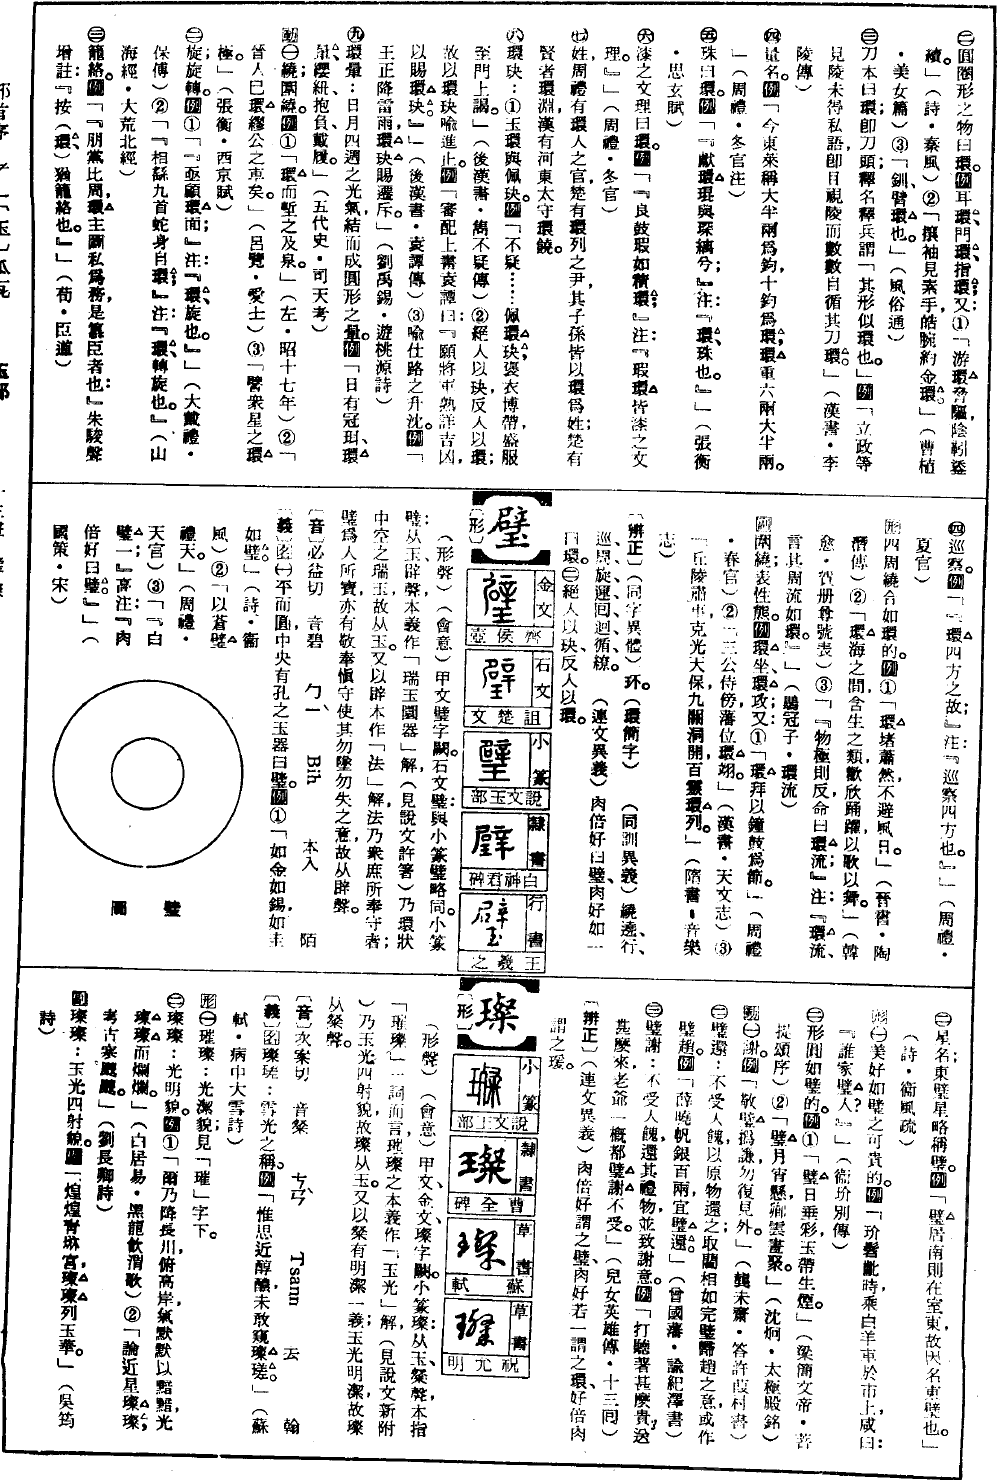 ㊁圓圈形之物曰環。例耳環、門環、指環；又①「游環脅驅，陰靷鋈
續。」（詩・秦風）②「攘袖見素手，皓腕約金環。」（曹植
・美女篇）③「釧，臂環也。」（風俗通）
㊂刀本曰環，即刀頭；釋名釋兵謂「其形似環也。」例「立政等
見陵，未得私語，即目視陵，而數數自循其刀環。」（漢書・李
陵傳）
㊃量名。例「今東萊稱大半兩爲鈞，十鈞爲環，環重六兩大半兩。
」（周禮・冬官注）
㊄珠曰環。例「『獻環琨與琛縭兮』；注：『環，珠也。』」（張衡
・思玄賦）
㊅漆之文理曰環。例「『良鼓瑕如積環』；注：『瑕環，皆漆之文
理。』」（周禮・冬官）
㊆姓，周禮有環人之官，楚有環列之尹，其子孫皆以環爲姓；楚有
賢者環淵，漢有河東太守環饒。
㊇環玦：①玉環與佩玦。例「不疑……佩環玦，褒衣博帶，盛服
至門上謁。」（後漢書・雋不疑傳）②絕人以玦，反人以環；
故以環玦喻進止。例「審配上書袁譚曰：『願將軍熟詳吉凶，
以賜環玦。』」（後漢書・袁譚傳）③喻仕路之升沈。例「
王正降雷雨，環玦賜遷斥。」（劉禹錫・遊桃源詩）
㊈環暈：日月四週之光氣結而成圓形之暈。例「日有冠珥、環
暈、纓紐、抱負、戴履。」（五代史・司天考）
動㊀繞；圍繞。例①「環而塹之，及泉。」（左・昭十七年）②「
晉人已環繆公之車矣。」（呂覽・愛士）③「譬衆星之環
極。」（張衡・西京賦）
㊁旋；旋轉。例①「『亟顧環面』；注：『環，旋也。』」（大戴禮・
保傅）②「『相繇九首，蛇身自環。』注：『環，轉旋也。』」（山
海經・大荒北經）
㊂籠絡。例「『朋黨比周，環主圖私爲務，是篡臣者也。』朱駿聲
增註：『按（環）猶籠絡也。』」（荀・臣道）
㊃巡察。例「『環四方之故』；注：『巡察四方也。』」（周禮・
夏官）
形四周繞合如環的。例①「環堵蕭然，不避風日。」（晉書・陶
潛傳）②「環海之間，含生之類，歡欣踊躍，以歌以舞。」（韓
愈・賀册尊號表）③「『物極則反，命曰環流。』注：『環流，
言其周流如環。』」（鶡冠子・環流）
副圍繞表性態。例環坐、環攻；又①「環拜以鐘鼓爲節。」（周禮
・春官）②「三公侍傍，藩位環翊。」（漢書・天文志）③
「丘陵肅事，克光天保，九關洞開，百靈環列。」（隋書・音樂
志）
〔辨正〕（同字異體）环。（環簡字）（同訓異義）繞、遶、行、
巡、周、旋、運、回、迴、循、繚。（連文異義）肉倍好曰璧，肉好如一
曰環。㊁絕人以玦，反人以環。
璧
〔形〕
金文 齊侯壺
石文 詛楚文
小篆 說文玉部
隸書 白神君碑
行書 王羲之
（形聲）（會意）甲文璧字闕。石文璧與小篆璧略同。小篆
璧：从玉，辟聲，本義作「瑞玉圜器」解（見說文許箸），乃環狀
中空之瑞玉，故从玉。又以辟本作「法」解，法乃衆庶所奉守者；
璧爲人所寶，亦有敬奉愼守使其勿墜勿失之意，故从辟聲。
〔音〕必益切　音碧　ㄅㄧˋ　Bih　本入　陌
〔義〕名㊀平而圓，中央有孔之玉器曰璧。例①「如金如錫，如圭
如璧。」（詩・衞
風）②「以蒼璧
禮天。」（周禮・
天官）③「『白
璧一』；高注：『肉
倍好曰璧。』」（
國策・宋）
璧圖
㊁星名；東璧星略稱璧。例「璧居南，則在室東，故因名東璧也。」
（詩・衞風疏）
形㊀美好如璧之可貴的。例「玠齠齔時，乘白羊車於市上，咸曰：
『誰家璧人？』」（衞玠別傳）
㊁形圓如璧的。例①「璧日垂彩，玉帶生煙。」（梁簡文帝・菩
提頌序）②「璧月宵懸，卿雲晝聚。」（沈炯・太極殿銘）
動㊀謝。例「敬璧撝謙，勿復見外。」（龔未齋・答許葭村書）
㊁璧還：不受人餽，以原物還之；取藺相如完璧歸趙之意，或作
璧趙。例「薛曉帆銀百兩，宜璧還。」（曾國藩・諭紀澤書）
㊂璧謝：不受人餽，還其禮物並致謝意。例「打聽著甚麼貴送
甚麼來，老爺一槪都璧謝不受。」（兒女英雄傳・十三回）
〔辨正〕（連文異義）肉倍好謂之璧，肉好若一謂之環，好倍肉
謂之瑗。
璨
〔形〕
小篆 說文玉部
隸書 曹全碑
草書 蘇軾
草書 祝允明
（形聲）（會意）甲文、金文璨字闕。小篆璨：从玉，粲聲，本指
「璀璨」一詞而言；璀璨之本義作「玉光」解（見說文新附
），乃玉光四射貌，故璨从玉。又以粲有明潔一義，玉光明潔，故璨
从粲聲。
〔音〕次案切　音粲　ㄘㄢˋ　Tsann　去　翰
〔義〕名璨瑳：雪光之稱。例「惟思近醇醲，未敢窺璨瑳。」（蘇
軾・病中大雪詩）
形㊀璀璨：光潔貌；見「璀」字下。
㊁璨璨：光明貌。例①「爾乃降長川，俯高岸，氣默默以黯黯，光
璨璨而爛爛。」（白居易・黑龍飲渭歌）②「論近星璨璨；
考古寥飋飋。」（劉長卿詩）
副璨璨：玉光四射貌。例「煌煌靑琳宮，璨璨列玉華。」（吳筠
詩）